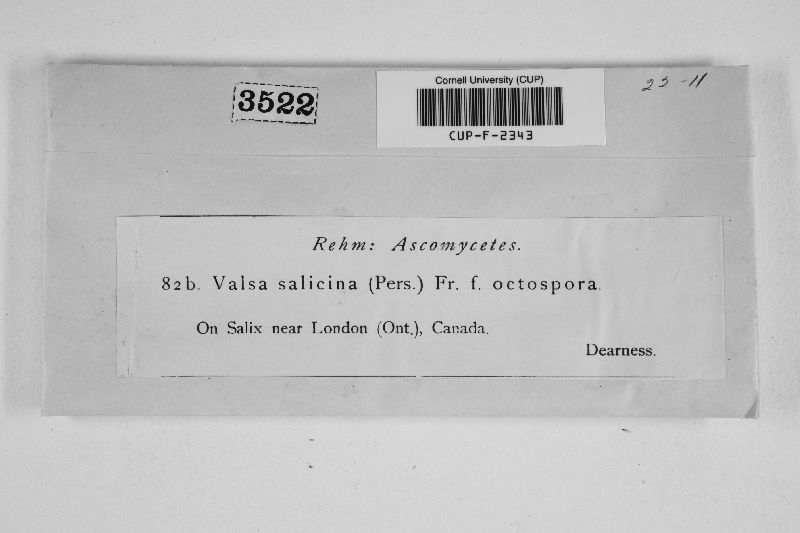 3522
Cornell University (CUP)
CUP-F-2343
23-11
Rehm: Ascomycetes.
82b. Valsa salicina (Pers.) Fr. f. octospora.
On Salix near London (Ont.), Canada.
Dearness.